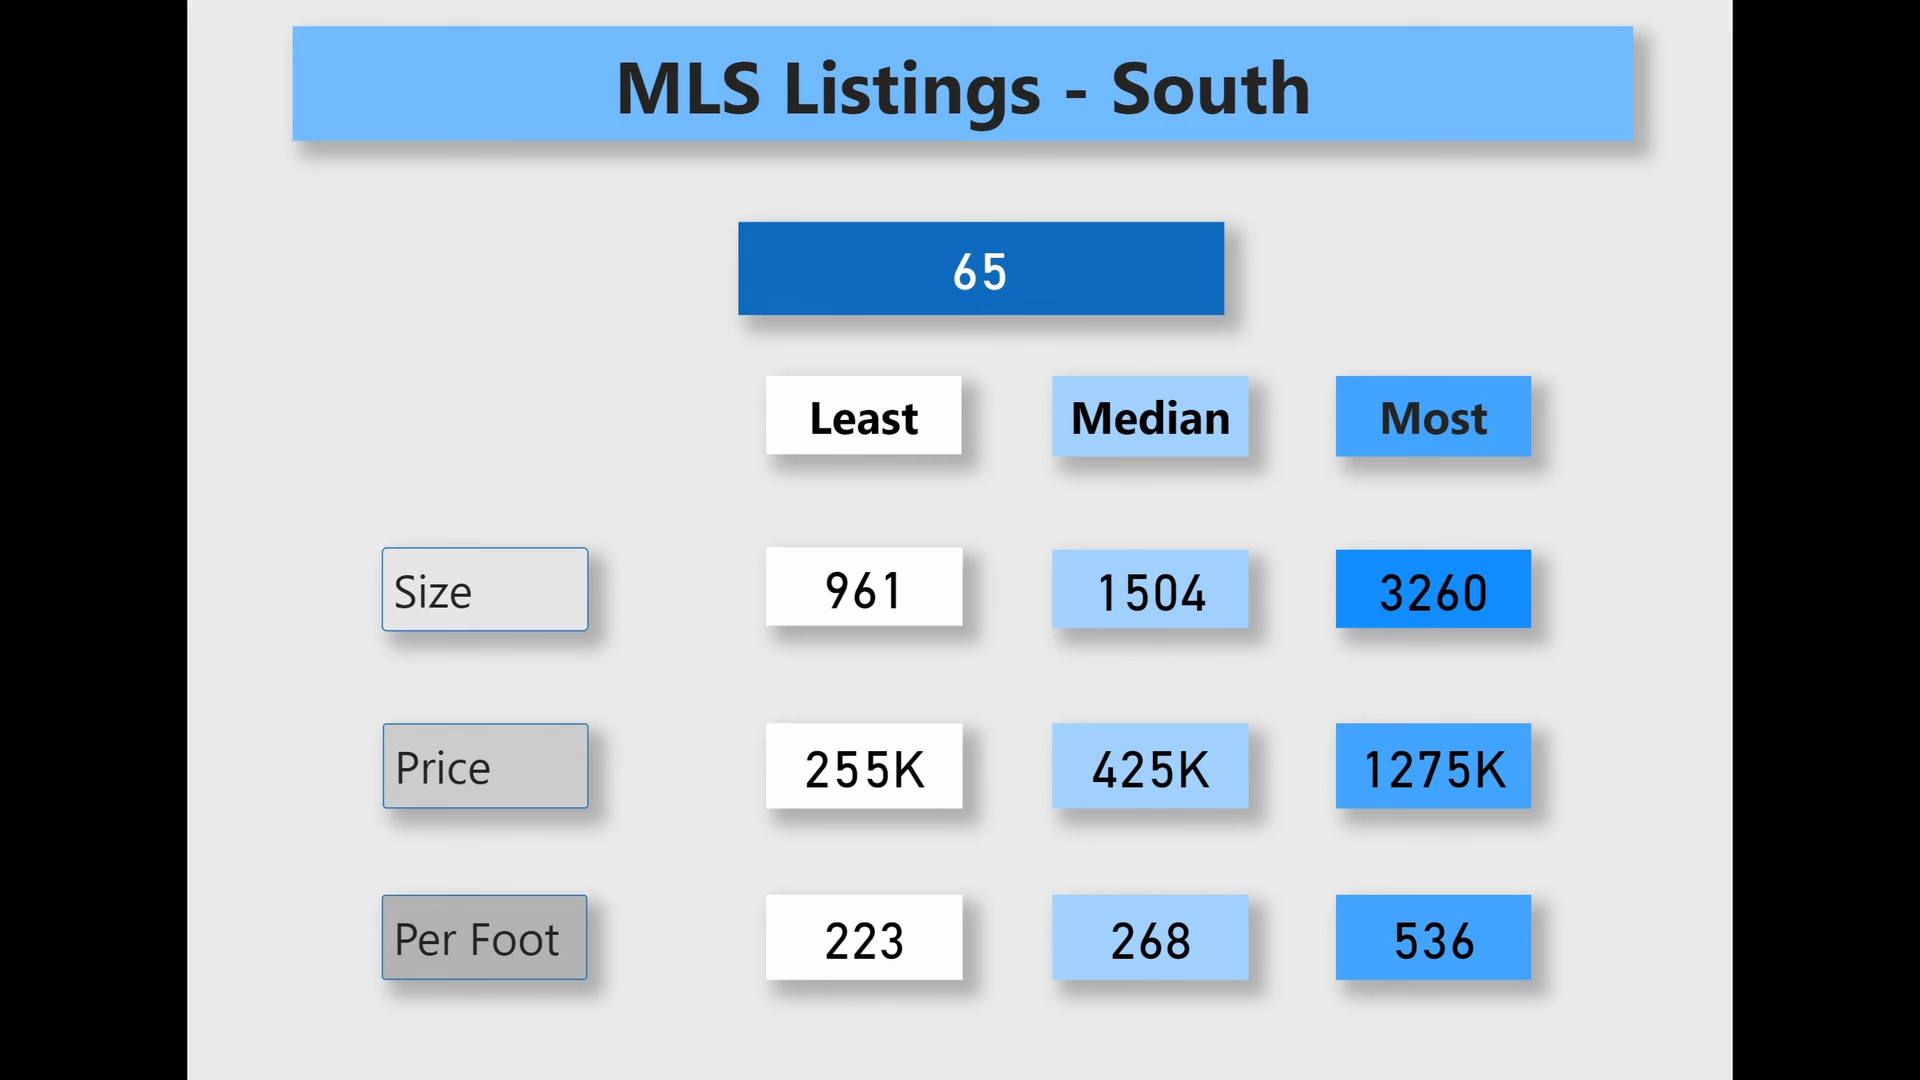 MLS Listings - South
65
Least Median Most
Size 961 1504 3260
Price 255K 425K 1275K
Per Foot 223 268 536